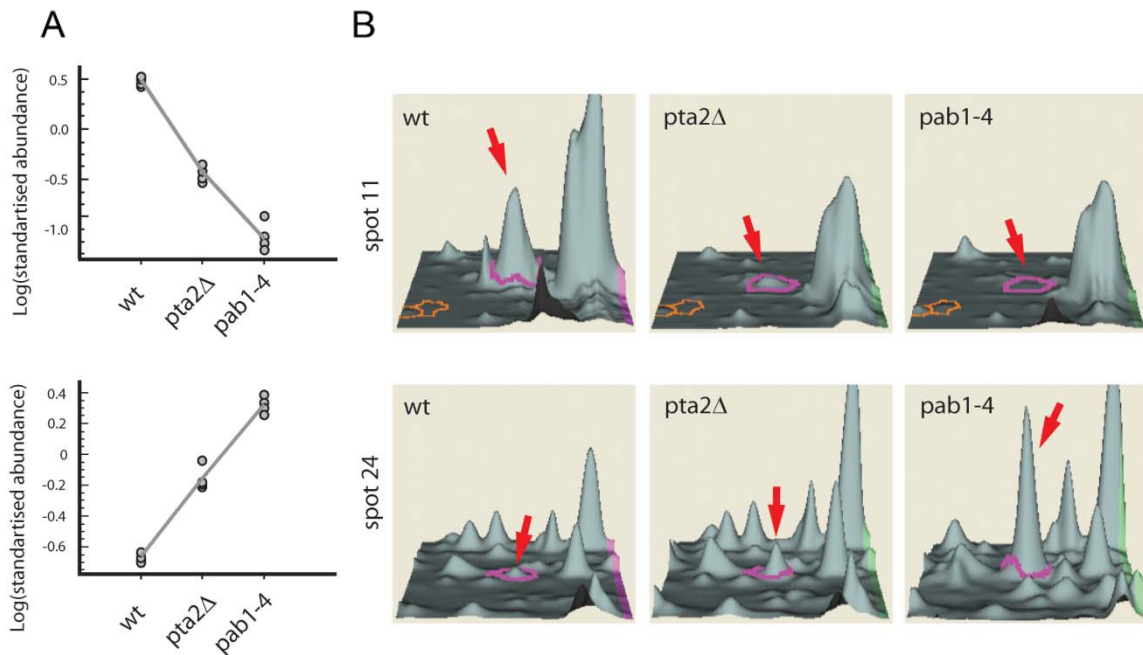 A
B
Log(standartised abundance)
0.5
0.0
-0.5
-1.0
wt
pta2Δ
pab1-4
spot 11
wt
pta2Δ
pab1-4
Log(standartised abundance)
0.4
0.2
0
-0.2
-0.4
-0.6
wt
pta2Δ
pab1-4
spot 24
wt
pta2Δ
pab1-4